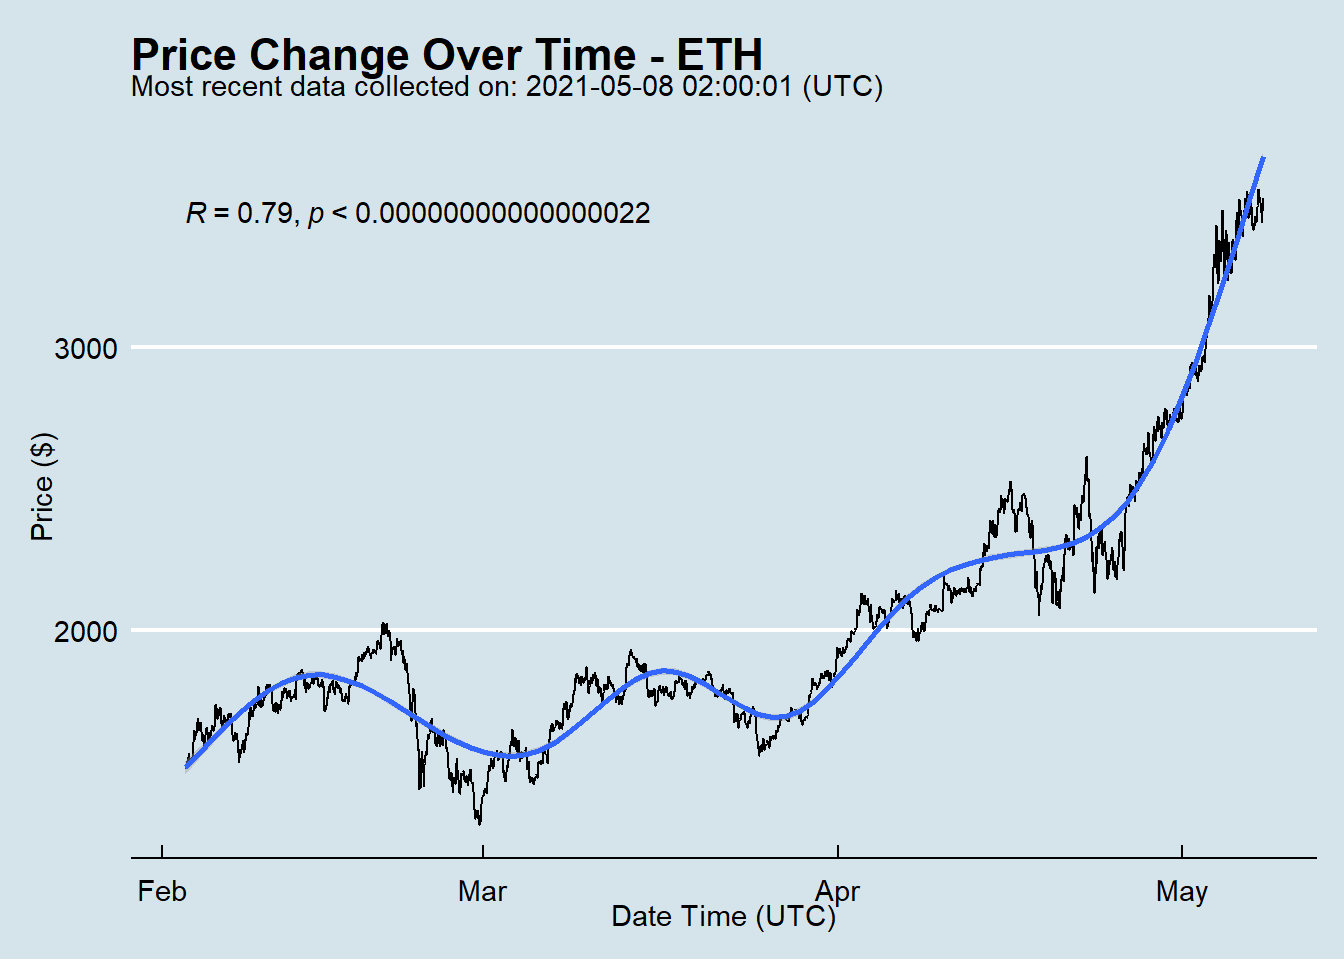 Price Change Over Time - ETH
Most recent data collected on: 2021-05-08 02:00:01 (UTC)
R = 0.79, p < 0.00000000000000022
3000
2000
Price ($)
Feb Mar Apr May
Date Time (UTC)